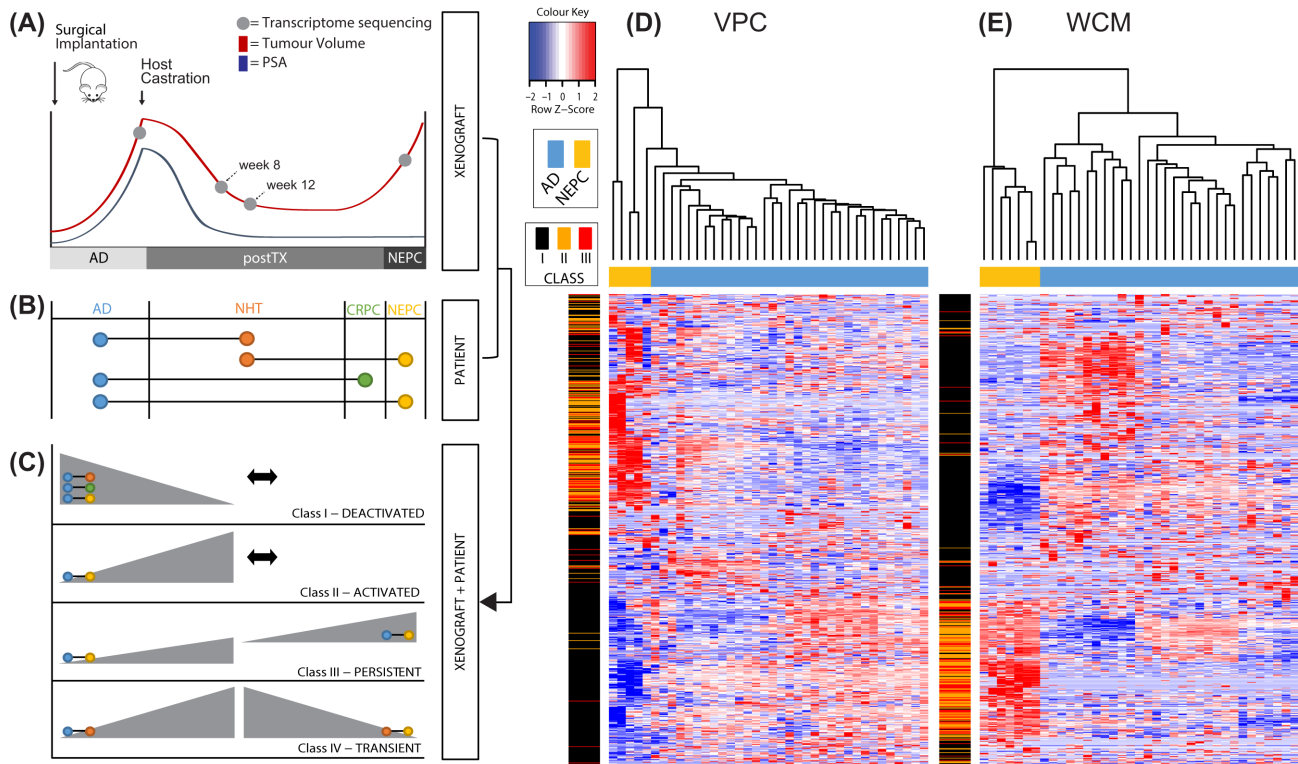 (A)
= Transcriptome sequencing
= Tumour Volume
= PSA
Surgical
Implantation
Host
Castration
week 8
week 12
AD
postTX
NEPC
XENOGRAFT
(B)
AD
NHT
CRPC
NEPC
PATIENT
(C)
Class I – DEACTIVATED
Class II – ACTIVATED
Class III – PERSISTENT
Class IV – TRANSIENT
XENOGRAFT + PATIENT
Colour Key
−2 −1 0 1 2
Row Z−Score
AD
NEPC
I II III
CLASS
(D) VPC
(E) WCM